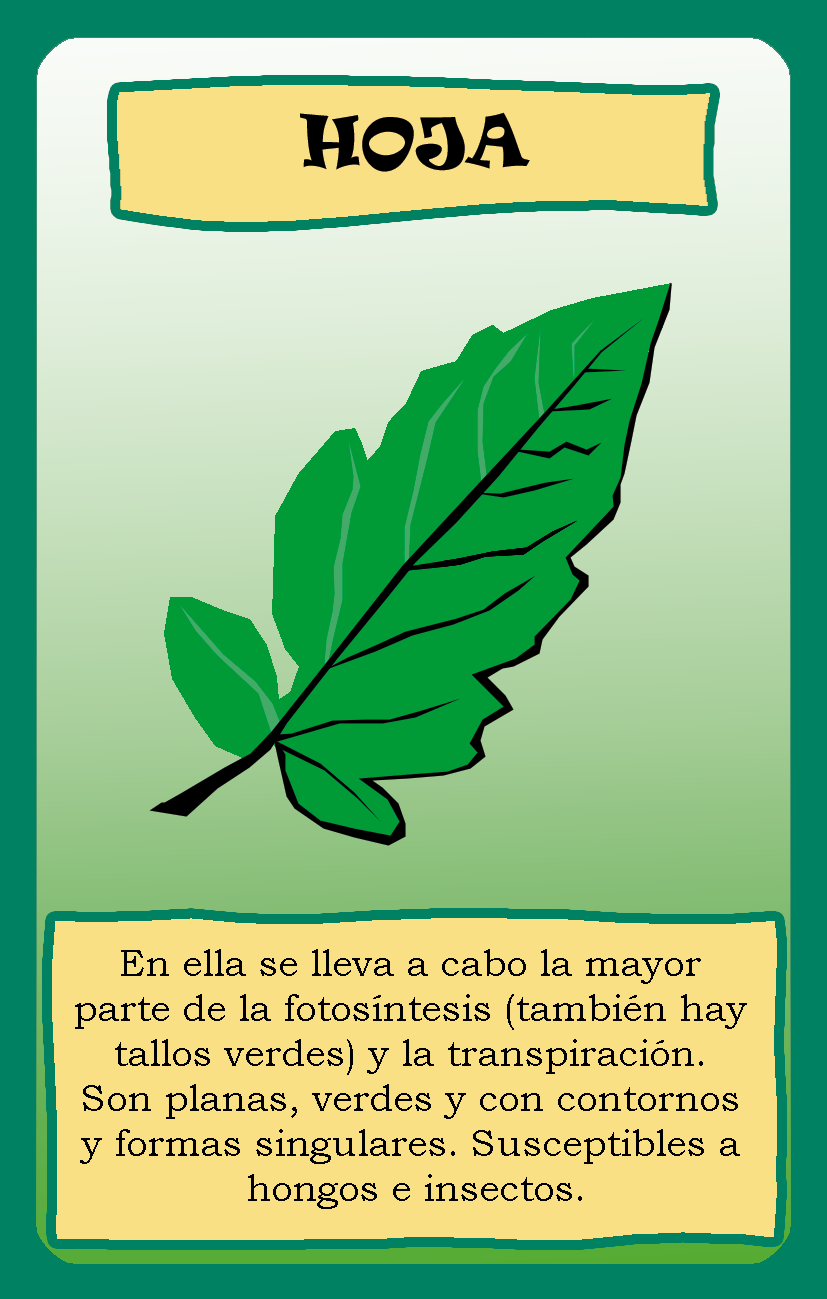 HOJA
En ella se lleva a cabo la mayor
parte de la fotosíntesis (también hay
tallos verdes) y la transpiración.
Son planas, verdes y con contornos
y formas singulares. Susceptibles a
hongos e insectos.